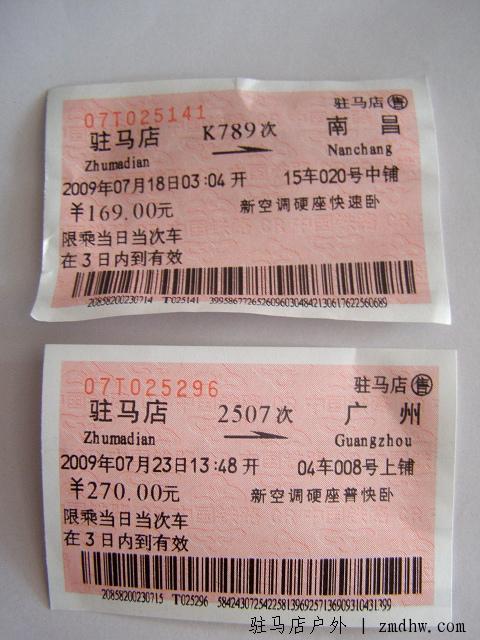 07T025141
驻马店 售
驻马店 K789次 南昌
Zhumadian Nanchang
2009年07月18日03:04开 15车020号中铺
¥169.00元 新空调硬座快速卧
限乘当日当次车
在3日内到有效
20858200230714 T025141
07T025296
驻马店 售
驻马店 2507次 广州
Zhumadian Guangzhou
2009年07月23日13:48开 04车008号上铺
¥270.00元 新空调硬座普快卧
限乘当日当次车
在3日内到有效
20858200230715 T025296
驻马店户外 | zmdhw.com